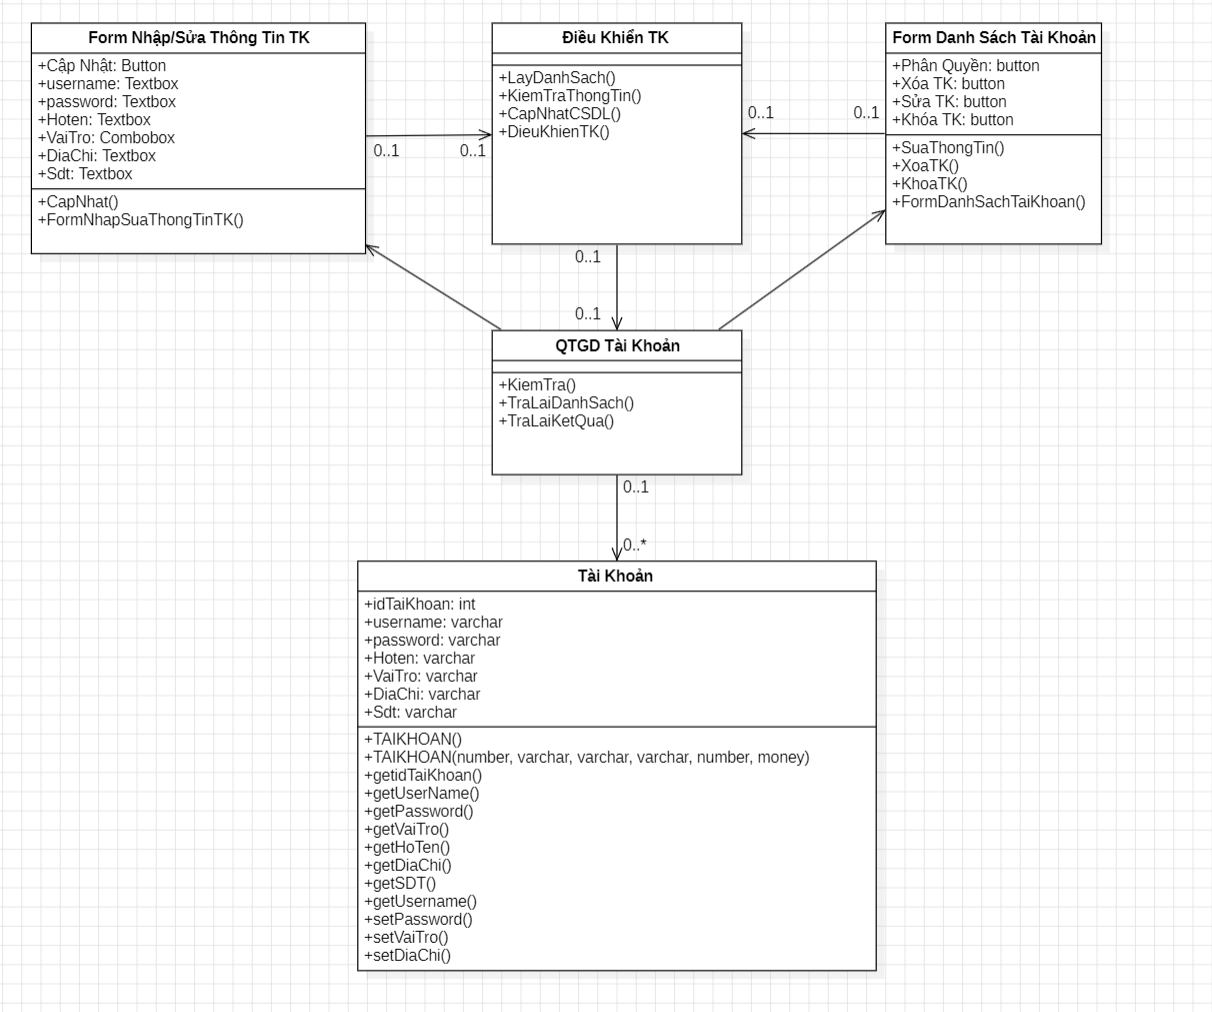 Form Nhập/Sửa Thông Tin TK
+Cập Nhật: Button
+username: Textbox
+password: Textbox
+Hoten: Textbox
+VaiTro: Combobox
+DiaChi: Textbox
+Sdt: Textbox
+CapNhat()
+FormNhapSuaThongTinTK()
0..1
0..1
Điều Khiển TK
+LayDanhSach()
+KiemTraThongTin()
+CapNhatCSDL()
+DieuKhienTK()
0..1
0..1
Form Danh Sách Tài Khoản
+Phân Quyền: button
+Xóa TK: button
+Sửa TK: button
+Khóa TK: button
+SuaThongTin()
+XoaTK()
+KhoaTK()
+FormDanhSachTaiKhoan()
0..1
0..1
QTGD Tài Khoản
+KiemTra()
+TraLaiDanhSach()
+TraLaiKetQua()
0..1
0..*
Tài Khoản
+idTaiKhoan: int
+username: varchar
+password: varchar
+Hoten: varchar
+VaiTro: varchar
+DiaChi: varchar
+Sdt: varchar
+TAIKHOAN()
+TAIKHOAN(number, varchar, varchar, varchar, number, money)
+getidTaiKhoan()
+getUserName()
+getPassword()
+getVaiTro()
+getHoTen()
+getDiaChi()
+getSDT()
+getUsername()
+setPassword()
+setVaiTro()
+setDiaChi()